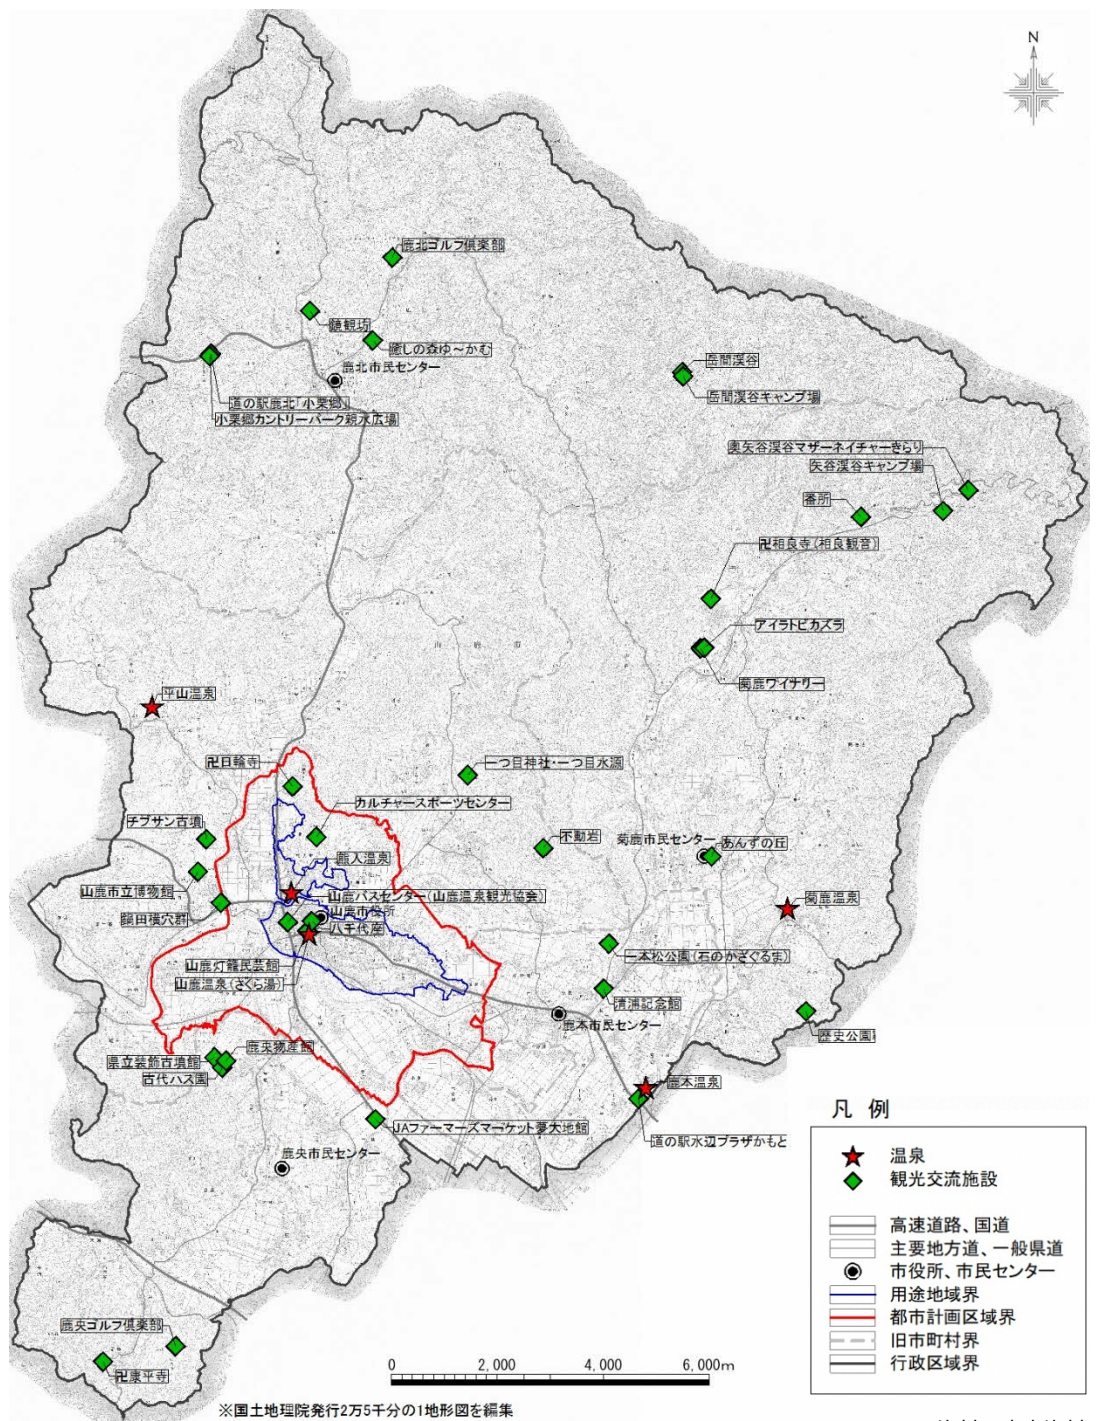 N
鹿北ゴルフ倶楽部
鏡観坊
癒しの森ゆ～かむ
鹿北市民センター
岳間渓谷
道の駅鹿北「小栗郷」
岳間渓谷キャンプ場
小栗郷カントリーパーク親水広場
奥矢谷渓谷マザーネイチャーきらり
矢谷渓谷キャンプ場
番所
卍相良寺(相良観音)
アイラトビカズラ
菊鹿ワイナリー
平山温泉
卍日輪寺
一つ目神社・一つ目水源
カルチャースポーツセンター
チブサン古墳
不動岩
菊鹿市民センター
あんずの丘
熊入温泉
山鹿市立博物館
山鹿バスセンター(山鹿温泉観光協会)
菊鹿温泉
鍋田横穴群
山鹿市役所
八千代座
一本松公園(石のかざぐるま)
山鹿灯籠民芸館
山鹿温泉(さくら湯)
清浦記念館
鹿本市民センター
歴史公園
鹿央物産館
県立装飾古墳館
古代ハス園
鹿本温泉
JAファーマーズマーケット夢大地館
道の駅水辺プラザかもと
鹿央市民センター
凡 例
温泉
観光交流施設
高速道路、国道
主要地方道、一般県道
市役所、市民センター
用途地域界
都市計画区域界
旧市町村界
行政区域界
鹿央ゴルフ倶楽部
卍康平寺
0 2,000 4,000 6,000m
※国土地理院発行2万5千分の1地形図を編集